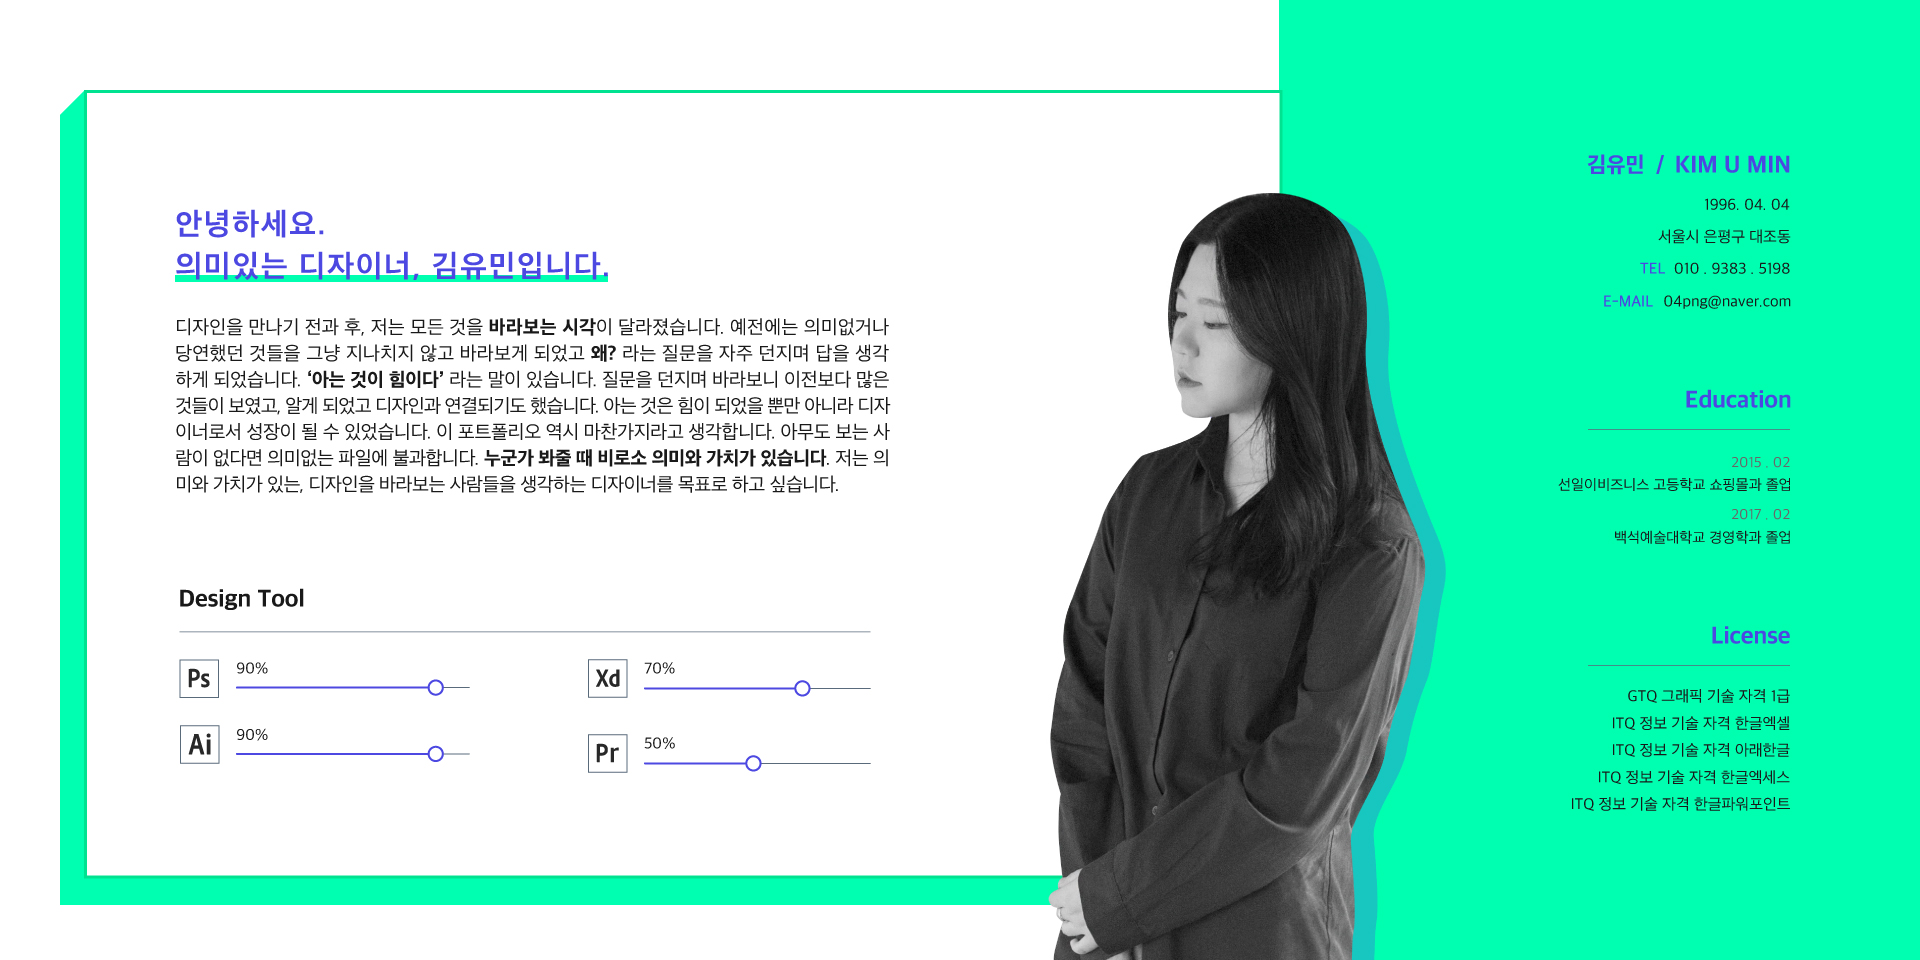 안녕하세요.
의미있는 디자이너, 김유민입니다.
디자인을 만나기 전과 후, 저는 모든 것을 바라보는 시각이 달라졌습니다. 예전에는 의미없거나
당연했던 것들을 그냥 지나치지 않고 바라보게 되었고 왜? 라는 질문을 자주 던지며 답을 생각
하게 되었습니다. ‘아는 것이 힘이다’ 라는 말이 있습니다. 질문을 던지며 바라보니 이전보다 많은
것들이 보였고, 알게 되었고 디자인과 연결되기도 했습니다. 아는 것은 힘이 되었을 뿐만 아니라 디자
이너로서 성장이 될 수 있었습니다. 이 포트폴리오 역시 마찬가지라고 생각합니다. 아무도 보는 사
람이 없다면 의미없는 파일에 불과합니다. 누군가 봐줄 때 비로소 의미와 가치가 있습니다. 저는 의
미와 가치가 있는, 디자인을 바라보는 사람들을 생각하는 디자이너를 목표로 하고 싶습니다.
Design Tool
Ps 90%
Xd 70%
Ai 90%
Pr 50%
김유민 / KIM U MIN
1996. 04. 04
서울시 은평구 대조동
TEL 010 . 9383 . 5198
E-MAIL 04png@naver.com
Education
2015 . 02
선일이비즈니스 고등학교 쇼핑몰과 졸업
2017 . 02
백석예술대학교 경영학과 졸업
License
GTQ 그래픽 기술 자격 1급
ITQ 정보 기술 자격 한글엑셀
ITQ 정보 기술 자격 아래한글
ITQ 정보 기술 자격 한글엑세스
ITQ 정보 기술 자격 한글파워포인트